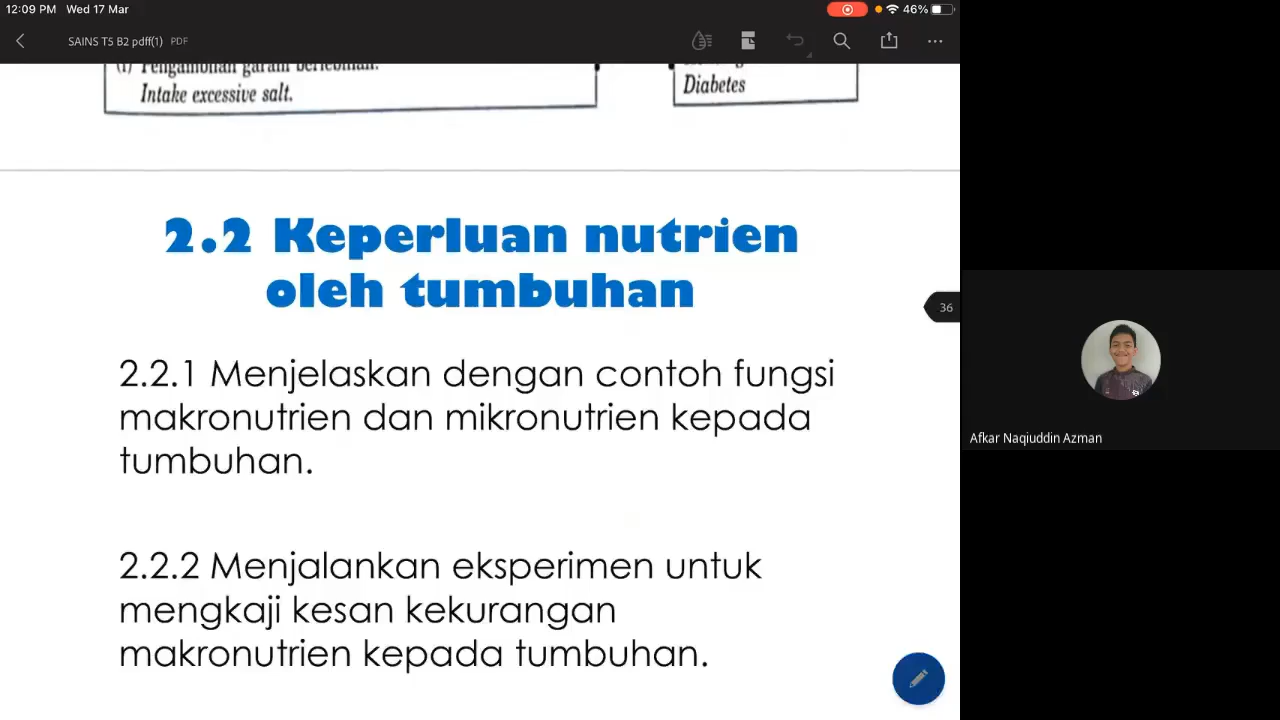 12:09 PM Wed 17 Mar
46%
SAINS T5 B2 pdff(1) PDF
(i) Pengambilan garam berlebihan.
Intake excessive salt.
Diabetes
2.2 Keperluan nutrien
oleh tumbuhan
36
2.2.1 Menjelaskan dengan contoh fungsi
makronutrien dan mikronutrien kepada
tumbuhan.
2.2.2 Menjalankan eksperimen untuk
mengkaji kesan kekurangan
makronutrien kepada tumbuhan.
Afkar Naqiuddin Azman